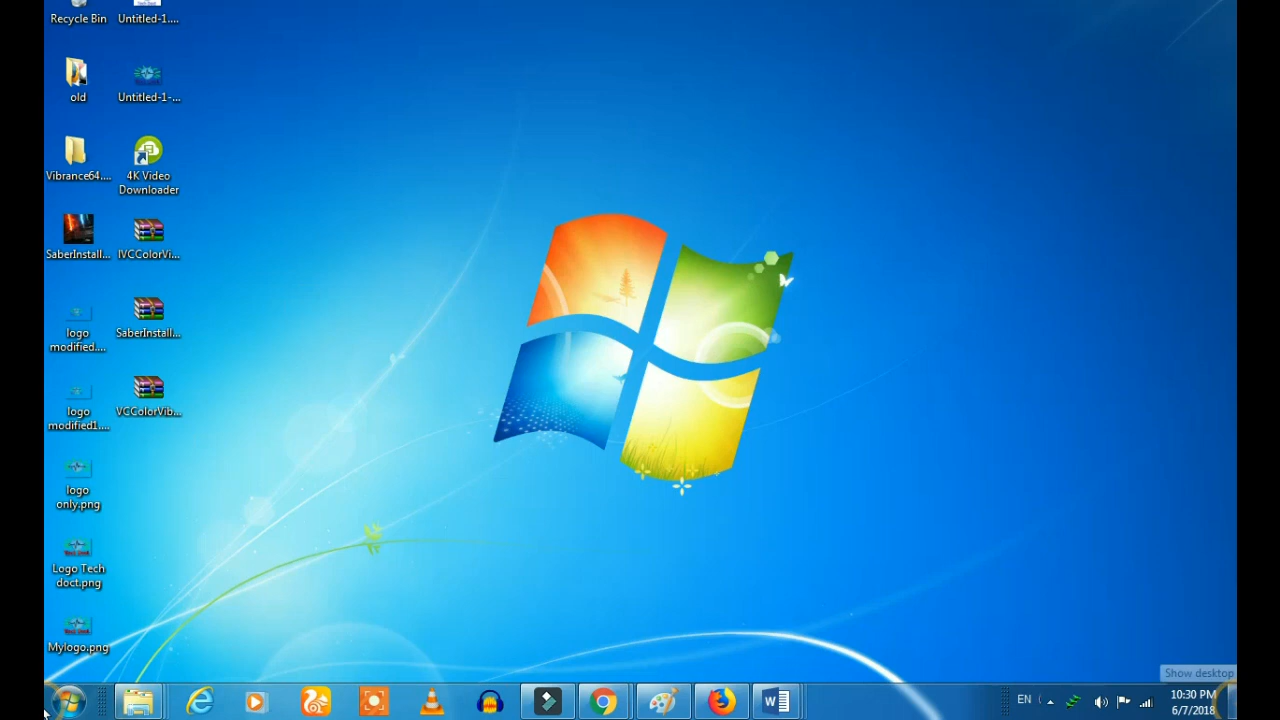 Recycle Bin
Untitled-1....
old
Untitled-1-...
Vibrance64....
4K Video
Downloader
SaberInstall...
IVCColorVi...
logo
modified....
SaberInstall...
logo
modified1....
VCColorVib...
logo
only.png
Logo Tech
doct.png
Mylogo.png
Show desktop
EN
10:30 PM
6/7/2018